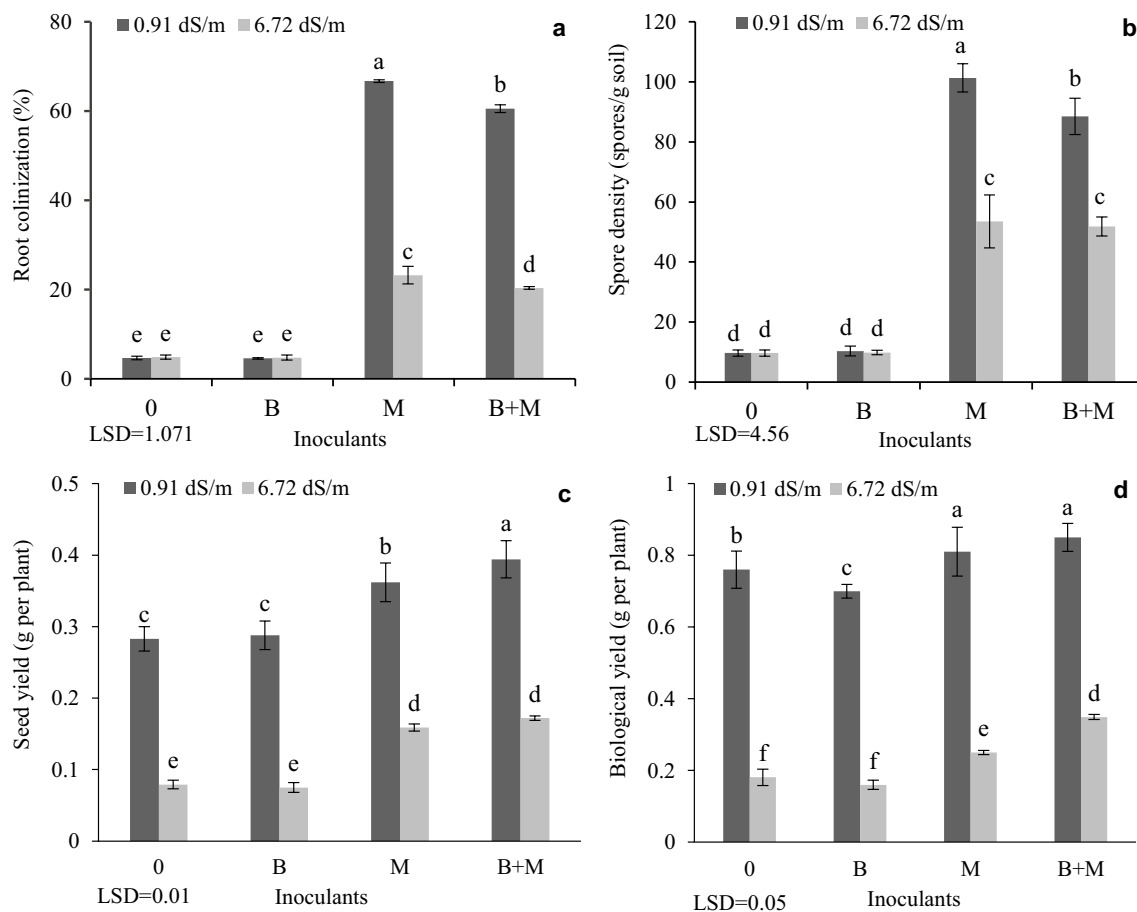 0.91 dS/m 6.72 dS/m
a
Root colinization (%)
80
60
40
20
0
e e e e a c b d
0 B M B+M
LSD=1.071 Inoculants
0.91 dS/m 6.72 dS/m
b
Spore density (spores/g soil)
120
100
80
60
40
20
0
d d d d a c b c
0 B M B+M
LSD=4.56 Inoculants
0.91 dS/m 6.72 dS/m
c
Seed yield (g per plant)
0.5
0.4
0.3
0.2
0.1
0
c e c e b d a d
0 B M B+M
LSD=0.01 Inoculants
0.91 dS/m 6.72 dS/m
d
Biological yield (g per plant)
1
0.8
0.6
0.4
0.2
0
b f c f a e a d
0 B M B+M
LSD=0.05 Inoculants